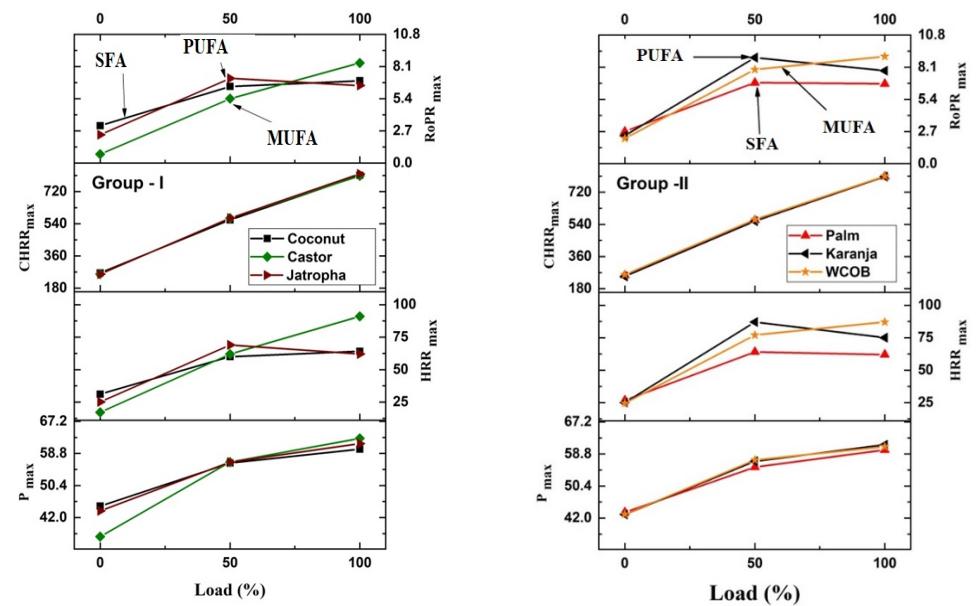 0 50 100
SFA
PUFA
MUFA
10.8
8.1
5.4
2.7
0.0
RoPR max
Group - I
720
540
360
180
CHRRmax
Coconut
Castor
Jatropha
100
75
50
25
HRR max
67.2
58.8
50.4
42.0
P max
0 50 100
Load (%)
0 50 100
PUFA
SFA
MUFA
10.8
8.1
5.4
2.7
0.0
RoPR max
Group -II
720
540
360
180
CHRRmax
Palm
Karanja
WCOB
100
75
50
25
HRR max
67.2
58.8
50.4
42.0
P max
0 50 100
Load (%)